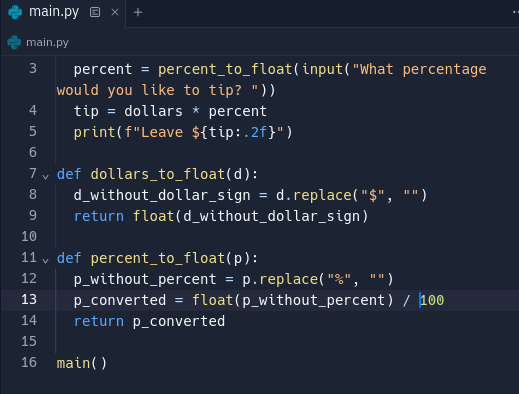 main.py
main.py
3 percent = percent_to_float(input("What percentage
would you like to tip? "))
4 tip = dollars * percent
5 print(f"Leave ${tip:.2f}")
6
7 def dollars_to_float(d):
8 d_without_dollar_sign = d.replace("$", "")
9 return float(d_without_dollar_sign)
10
11 def percent_to_float(p):
12 p_without_percent = p.replace("%", "")
13 p_converted = float(p_without_percent) / 100
14 return p_converted
15
16 main()